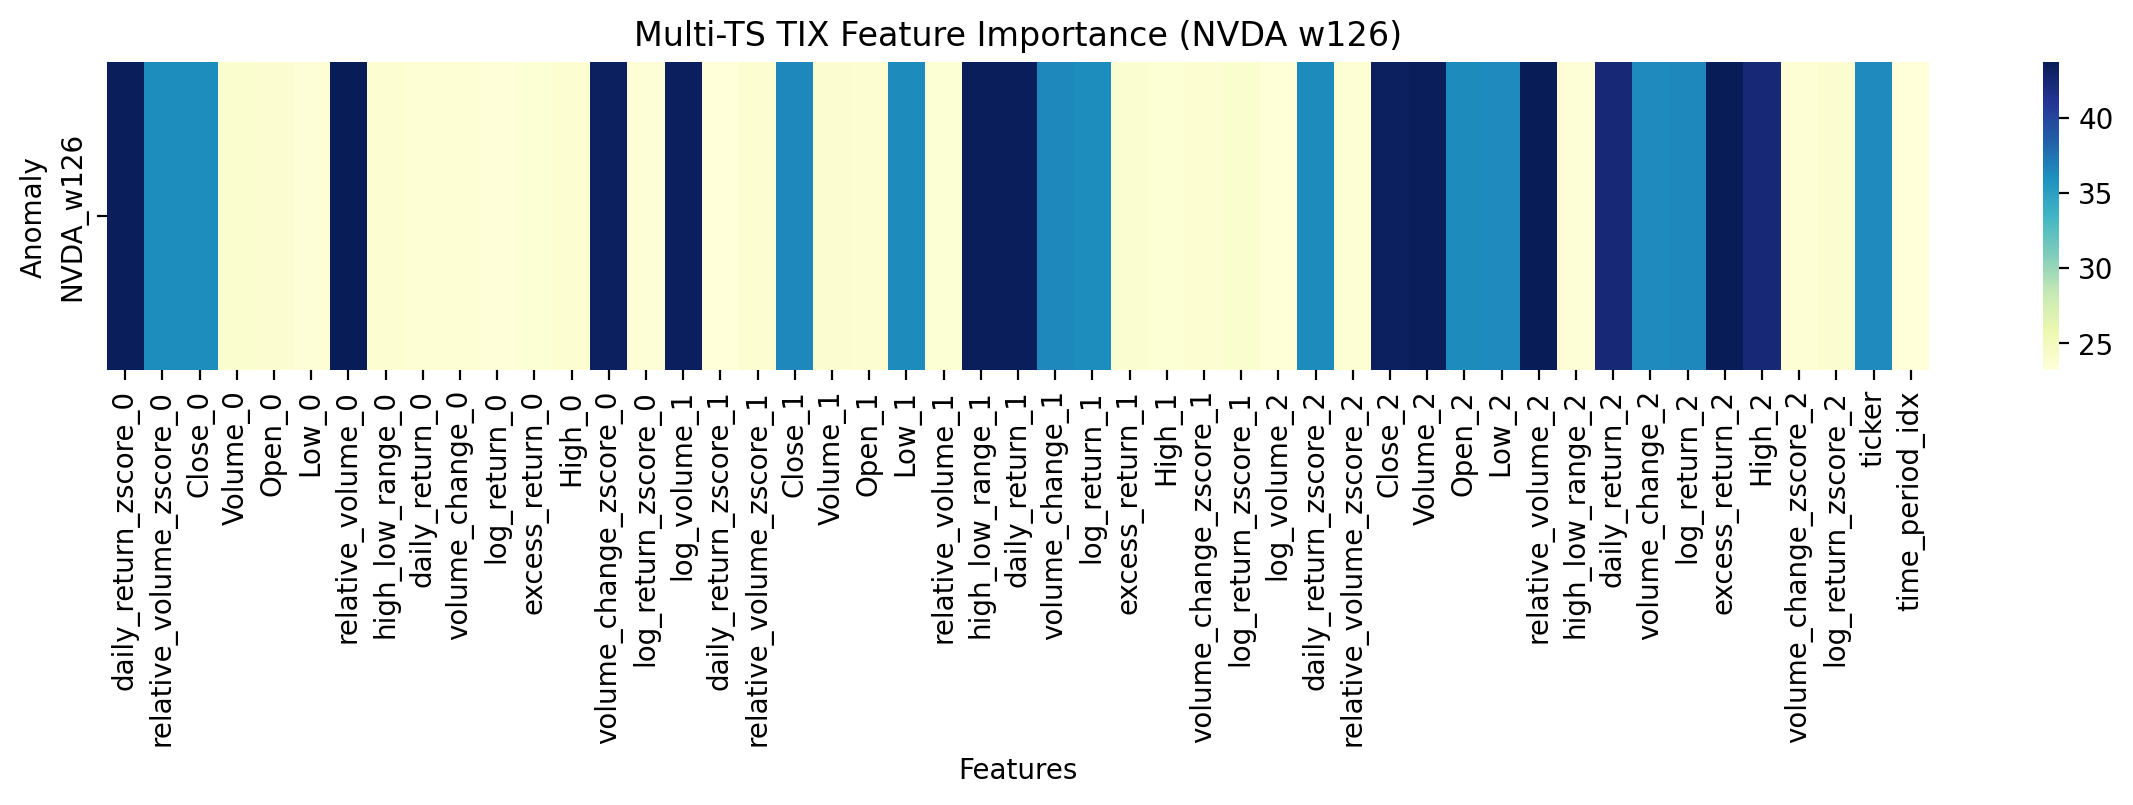 Multi-TS TIX Feature Importance (NVDA w126)
Anomaly
NVDA_w126
daily_return_zscore_0
relative_volume_zscore_0
Close_0
Volume_0
Open_0
Low_0
relative_volume_0
high_low_range_0
daily_return_0
volume_change_0
log_return_0
excess_return_0
High_0
volume_change_zscore_0
log_return_zscore_0
log_volume_1
daily_return_zscore_1
relative_volume_zscore_1
Close_1
Volume_1
Open_1
Low_1
relative_volume_1
high_low_range_1
daily_return_1
volume_change_1
log_return_1
excess_return_1
High_1
volume_change_zscore_1
log_return_zscore_1
log_volume_2
daily_return_zscore_2
relative_volume_zscore_2
Close_2
Volume_2
Open_2
Low_2
relative_volume_2
high_low_range_2
daily_return_2
volume_change_2
log_return_2
excess_return_2
High_2
volume_change_zscore_2
log_return_zscore_2
ticker
time_period_idx
Features
40
35
30
25